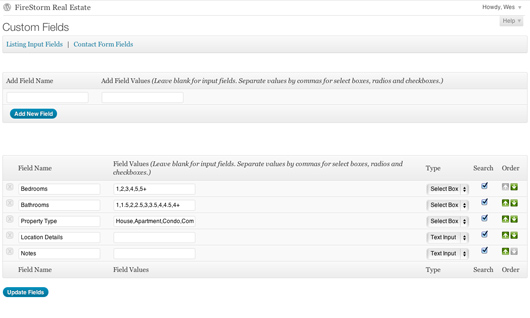 FireStorm Real Estate
Howdy, Wes
Help
Custom Fields
Listing Input Fields | Contact Form Fields
Add Field Name Add Field Values (Leave blank for input fields. Separate values by commas for select boxes, radios and checkboxes.)
Add New Field
Field Name Field Values (Leave blank for input fields. Separate values by commas for select boxes, radios and checkboxes.) Type Search Order
Bedrooms 1,2,3,4,5,5+ Select Box
Bathrooms 1,1.5,2,2.5,3,3.5,4,4.5,4+ Select Box
Property Type House,Apartment,Condo,Com Select Box
Location Details Text Input
Notes Text Input
Field Name Field Values Type Search Order
Update Fields